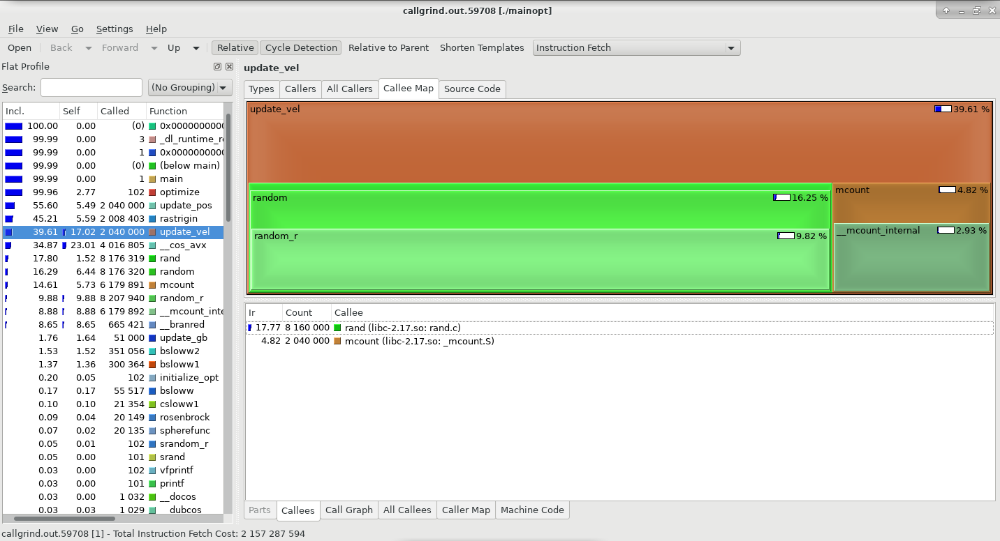 callgrind.out.59708 [./mainopt]
File View Go Settings Help
Open Back Forward Up Relative Cycle Detection Relative to Parent Shorten Templates Instruction Fetch
Flat Profile
Search: (No Grouping)
Incl. Self Called Function
100.00 0.00 (0) 0x0000000000
99.99 0.00 3 _dl_runtime_r
99.99 0.00 1 0x0000000000
99.99 0.00 (0) (below main)
99.99 0.00 1 main
99.96 2.77 102 optimize
55.60 5.49 2 040 000 update_pos
45.21 5.59 2 008 403 rastrigin
39.61 17.02 2 040 000 update_vel
34.87 23.01 4 016 805 __cos_avx
17.80 1.52 8 176 319 rand
16.29 6.44 8 176 320 random
14.61 5.73 6 179 891 mcount
9.88 9.88 8 207 940 random_r
8.88 8.88 6 179 892 __mcount_inte
8.65 8.65 665 421 __branred
1.76 1.64 51 000 update_gb
1.53 1.52 351 056 bsloww2
1.37 1.36 300 364 bsloww1
0.20 0.05 102 initialize_opt
0.17 0.17 55 517 bsloww
0.10 0.10 21 354 csloww1
0.09 0.04 20 149 rosenbrock
0.07 0.02 20 135 spherefunc
0.05 0.01 102 srandom_r
0.05 0.00 101 srand
0.03 0.00 102 vfprintf
0.03 0.00 101 printf
0.03 0.00 1 032 __docos
0.03 0.03 1 029 __dubcos
update_vel
Types Callers All Callers Callee Map Source Code
update_vel 39.61 %
random 16.25 %
random_r 9.82 %
mcount 4.82 %
__mcount_internal 2.93 %
Ir Count Callee
17.77 8 160 000 rand (libc-2.17.so: rand.c)
4.82 2 040 000 mcount (libc-2.17.so: _mcount.S)
Parts Callees Call Graph All Callees Caller Map Machine Code
callgrind.out.59708 [1] - Total Instruction Fetch Cost: 2 157 287 594